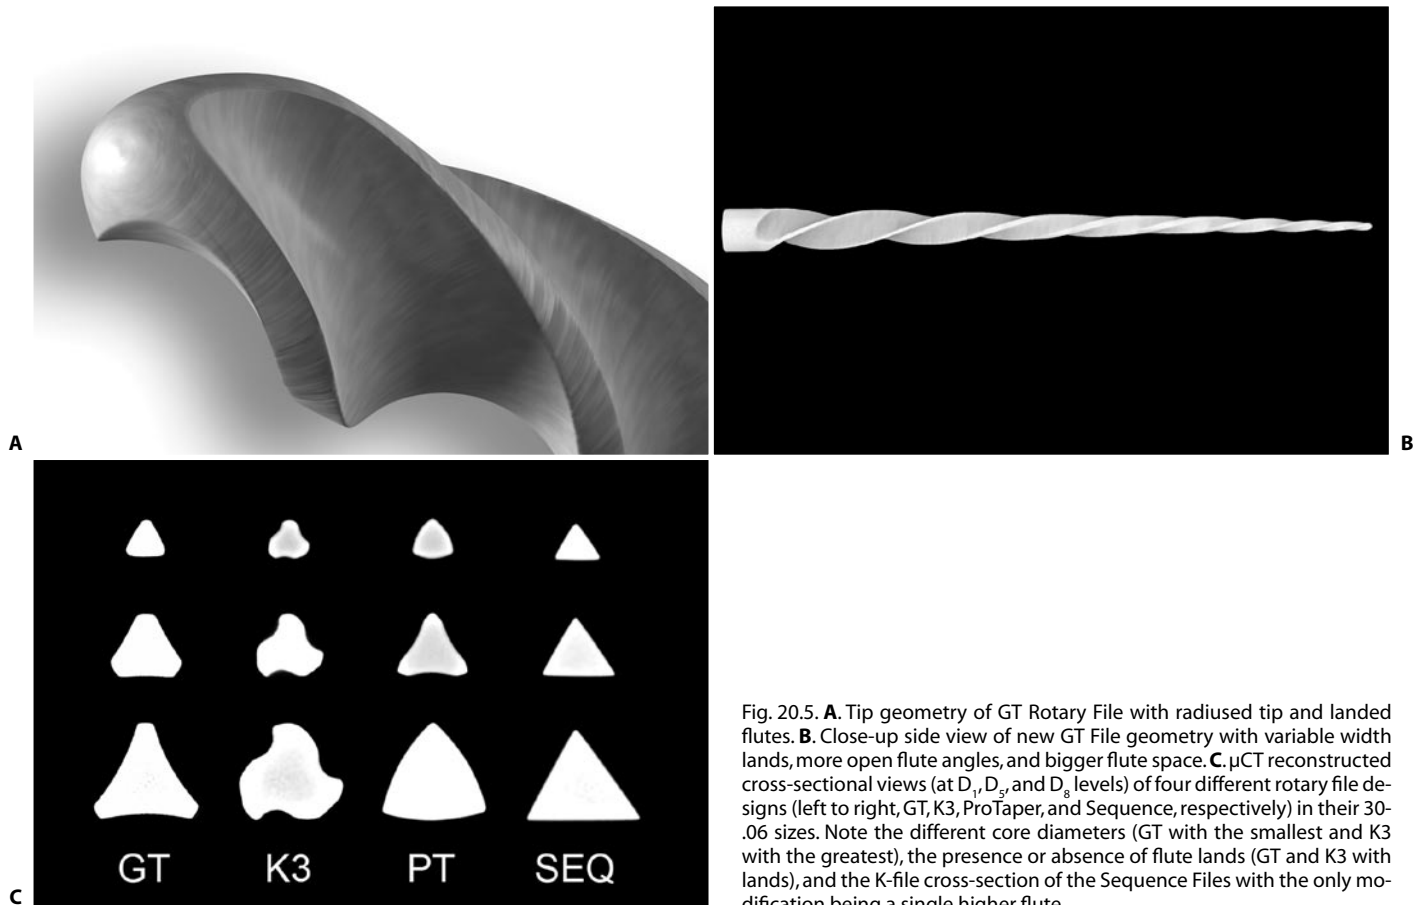 A
B
GT K3 PT SEQ
C
Fig. 20.5. A. Tip geometry of GT Rotary File with radiused tip and landed
flutes. B. Close-up side view of new GT File geometry with variable width
lands, more open flute angles, and bigger flute space. C. µCT reconstructed
cross-sectional views (at D1, D5, and D8 levels) of four different rotary file de-
signs (left to right, GT, K3, ProTaper, and Sequence, respectively) in their 30-
.06 sizes. Note the different core diameters (GT with the smallest and K3
with the greatest), the presence or absence of flute lands (GT and K3 with
lands), and the K-file cross-section of the Sequence Files with the only mo-
dification being a single higher flute.